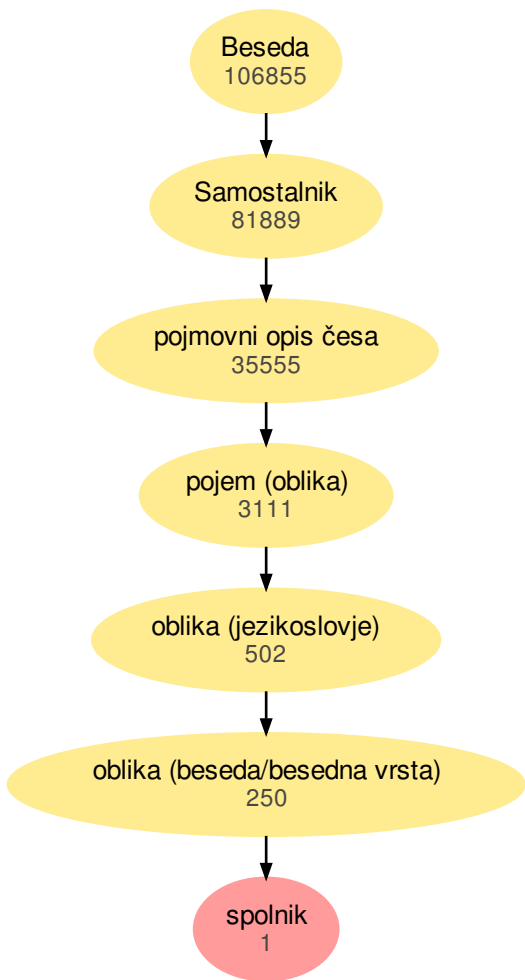 Beseda
106855
Samostalnik
81889
pojmovni opis česa
35555
pojem (oblika)
3111
oblika (jezikoslovje)
502
oblika (beseda/besedna vrsta)
250
spolnik
1